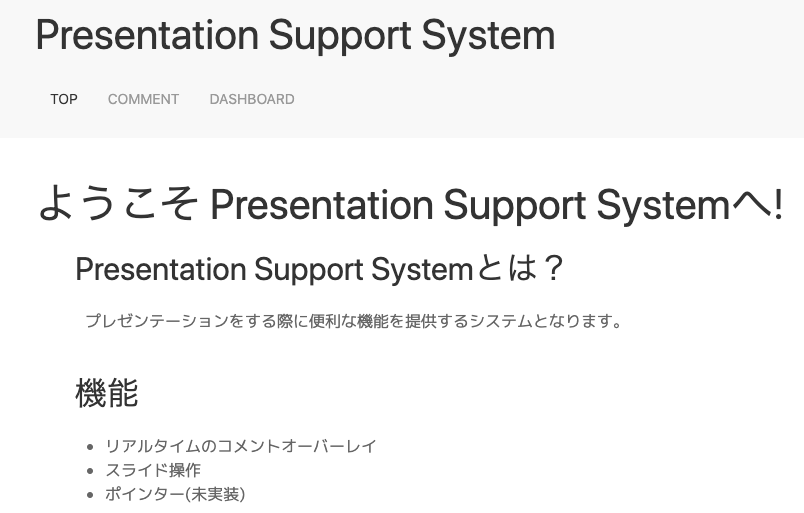 Presentation Support System
TOP COMMENT DASHBOARD
ようこそ Presentation Support Systemへ!
Presentation Support Systemとは？
プレゼンテーションをする際に便利な機能を提供するシステムとなります。
機能
• リアルタイムのコメントオーバーレイ
• スライド操作
• ポインター(未実装)